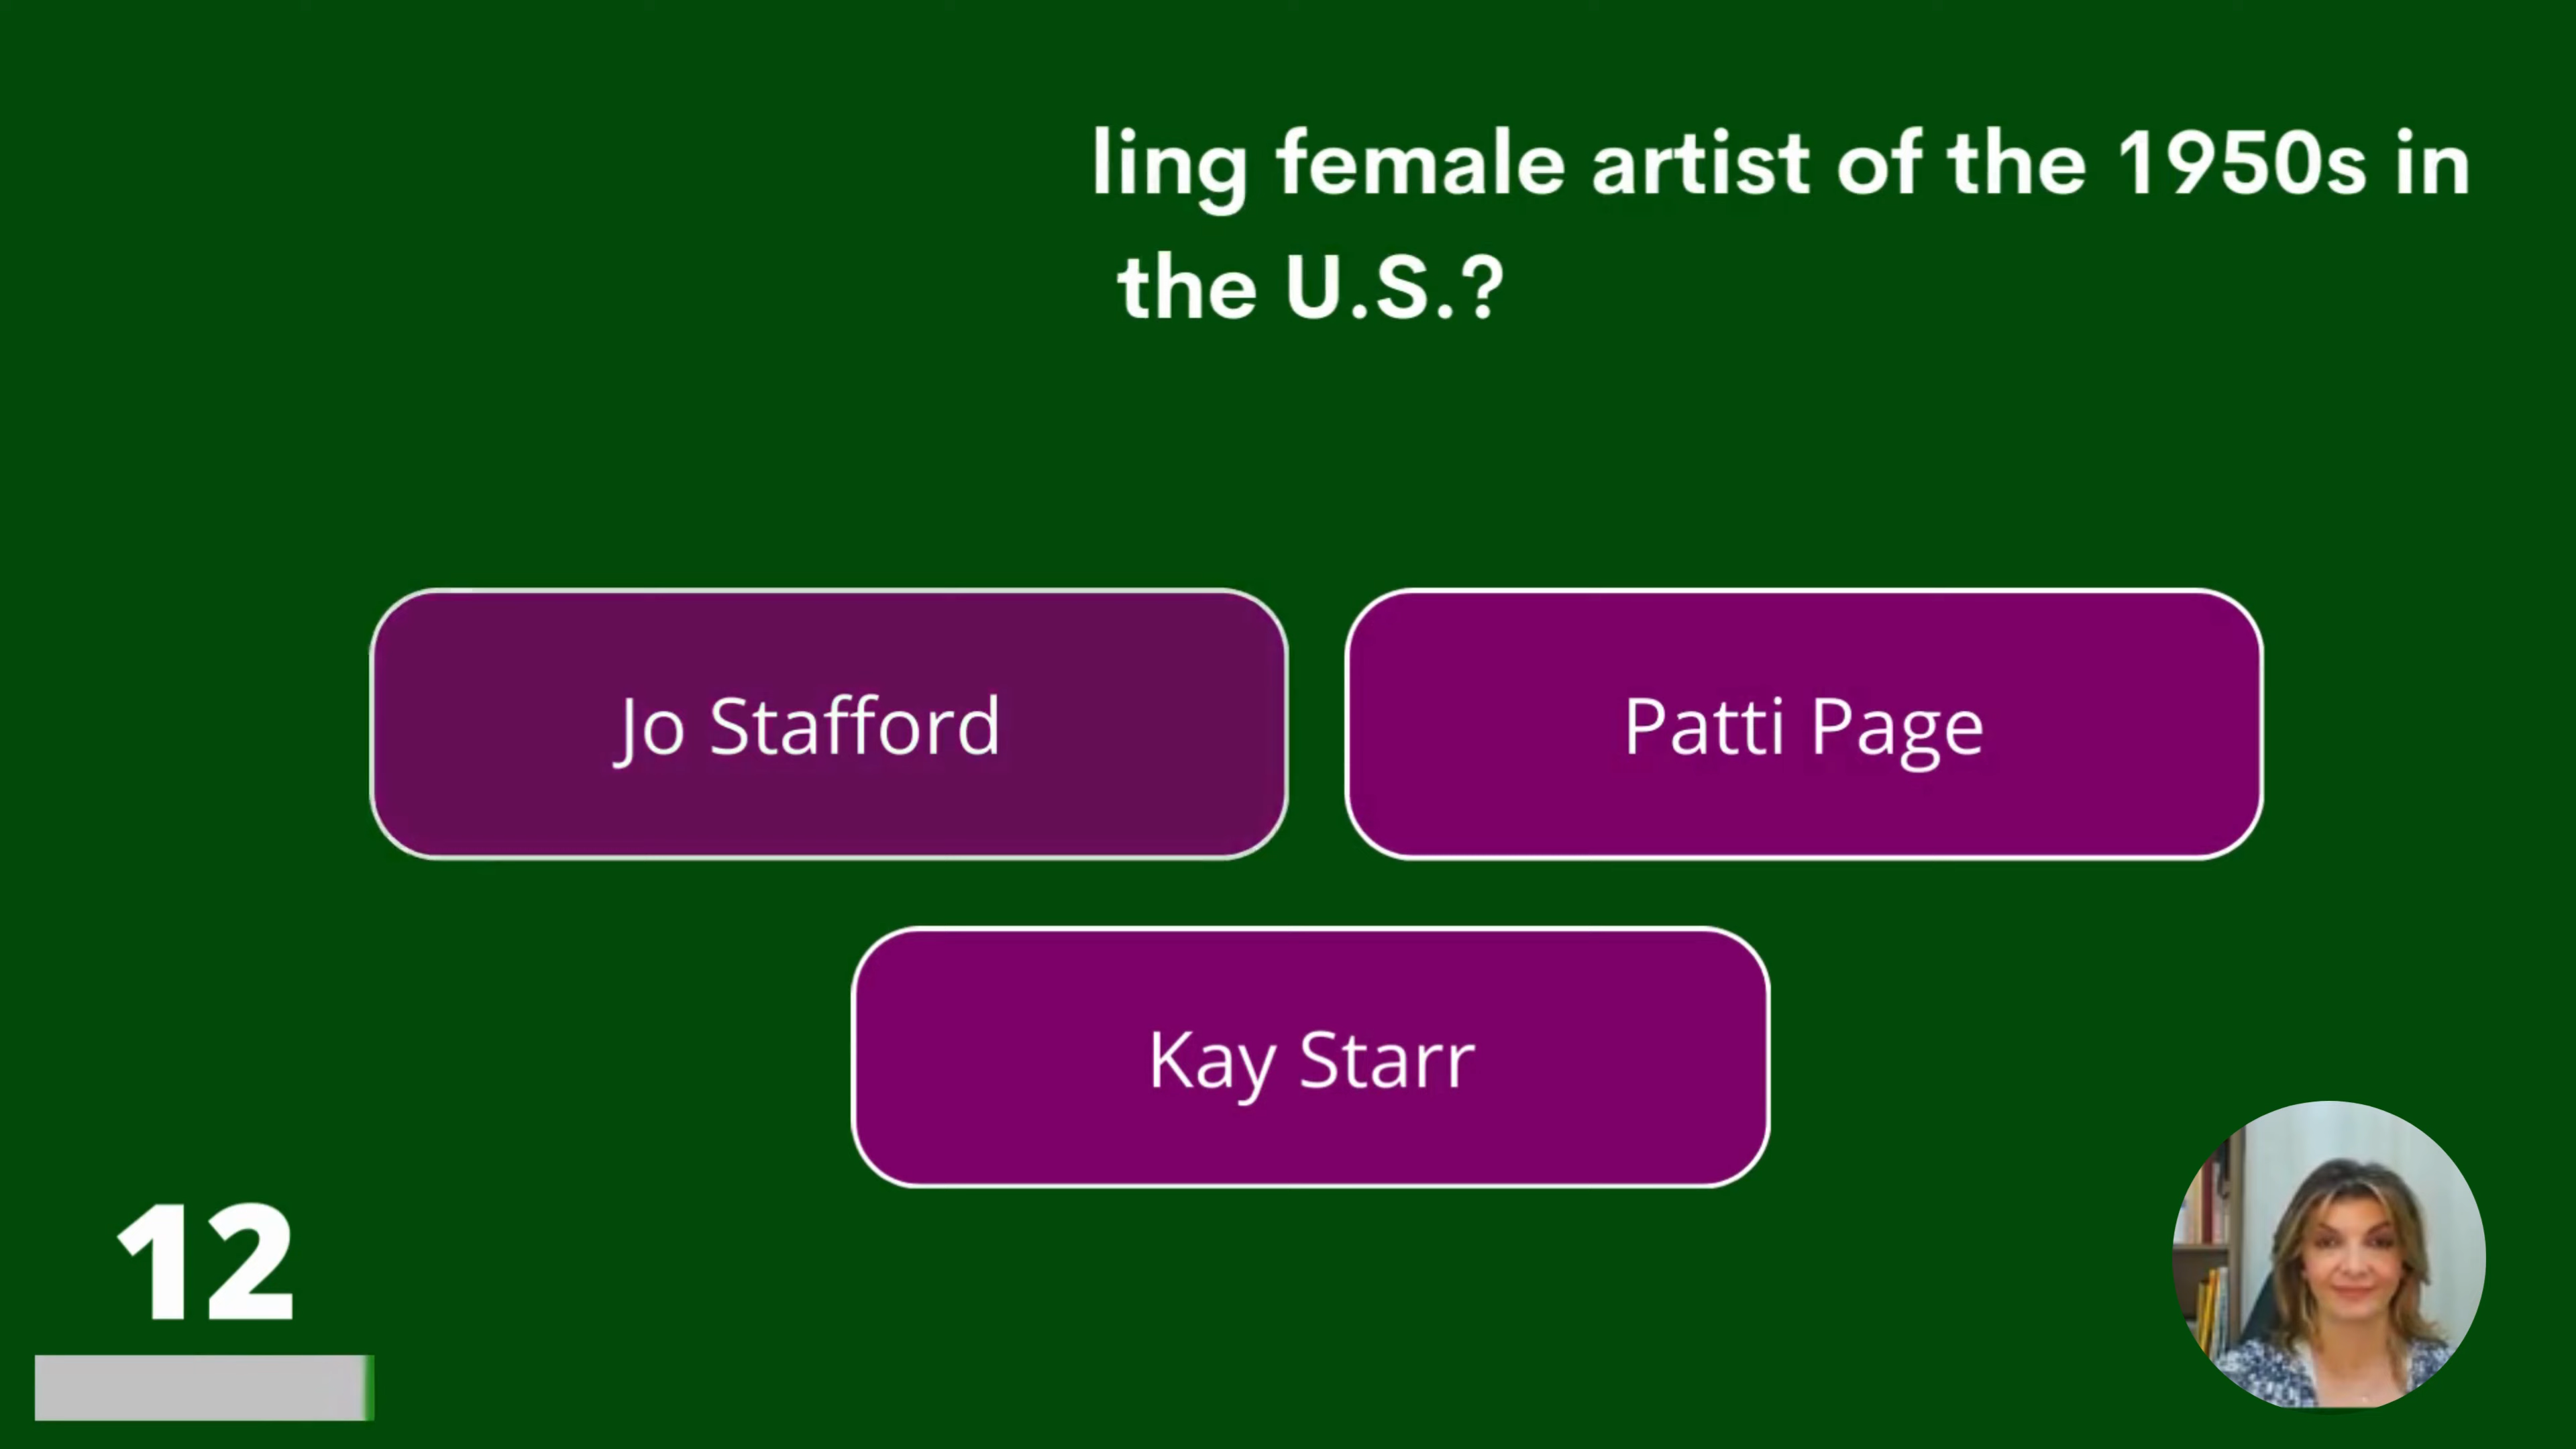 ling female artist of the 1950s in
the U.S.?
Jo Stafford
Patti Page
Kay Starr
12